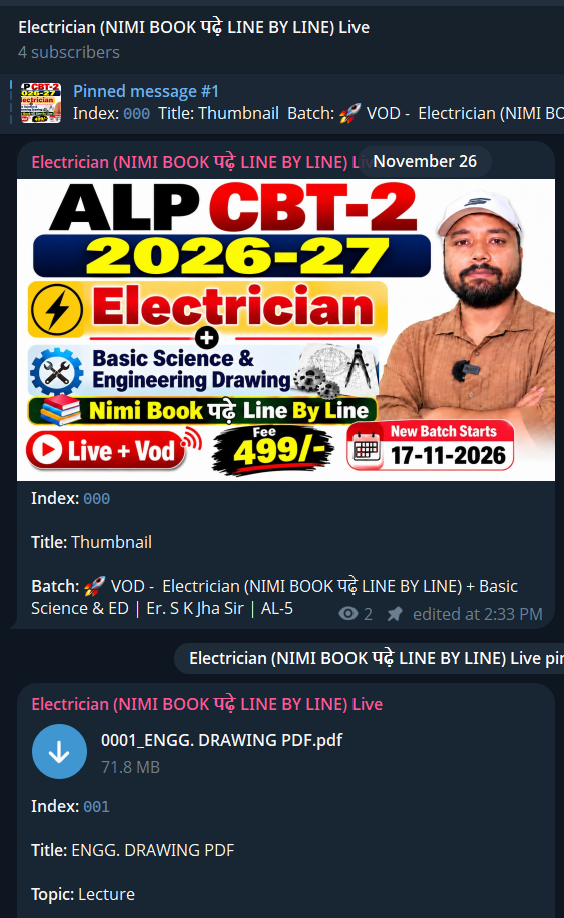 Electrician (NIMI BOOK पढ़े LINE BY LINE) Live
4 subscribers
Pinned message #1
Index: 000 Title: Thumbnail Batch: 🚀 VOD - Electrician (NIMI BO
Electrician (NIMI BOOK पढ़े LINE BY LINE) L
November 26
ALP CBT-2
2026-27
Electrician
+
Basic Science &
Engineering Drawing
Nimi Book पढ़े Line By Line
Live + Vod
Fee
499/-
New Batch Starts
17-11-2026
Index: 000
Title: Thumbnail
Batch: 🚀 VOD - Electrician (NIMI BOOK पढ़े LINE BY LINE) + Basic
Science & ED | Er. S K Jha Sir | AL-5
2 edited at 2:33 PM
Electrician (NIMI BOOK पढ़े LINE BY LINE) Live pin
Electrician (NIMI BOOK पढ़े LINE BY LINE) Live
0001_ENGG. DRAWING PDF.pdf
71.8 MB
Index: 001
Title: ENGG. DRAWING PDF
Topic: Lecture